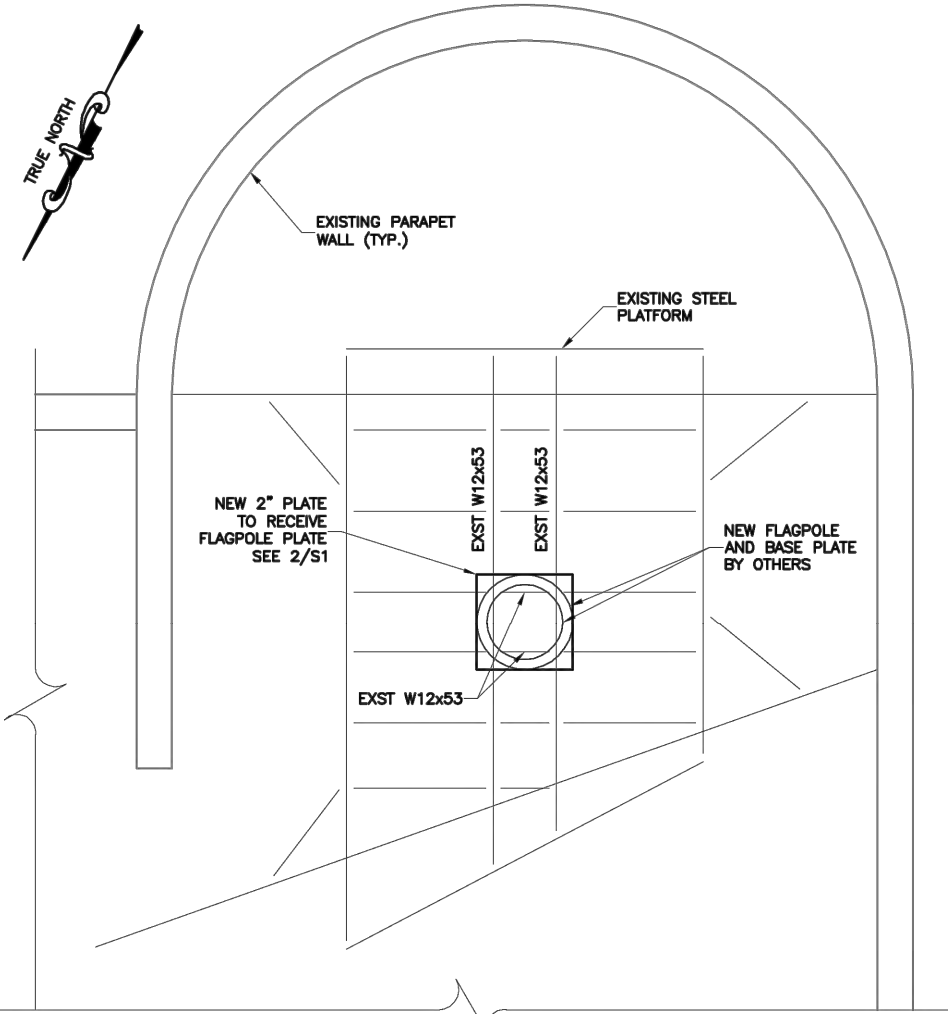 TRUE NORTH
EXISTING PARAPET
WALL (TYP.)
EXISTING STEEL
PLATFORM
EXST W12x53
EXST W12x53
NEW 2" PLATE
TO RECEIVE
FLAGPOLE PLATE
SEE 2/S1
NEW FLAGPOLE
AND BASE PLATE
BY OTHERS
EXST W12x53